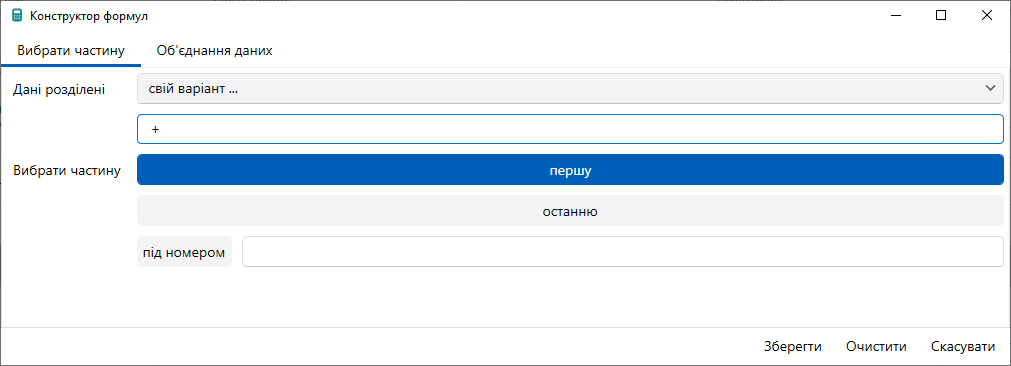 Конструктор формул
Вибрати частину Об'єднання даних
Дані розділені свій варіант ...
+
Вибрати частину першу
останню
під номером
Зберегти Очистити Скасувати